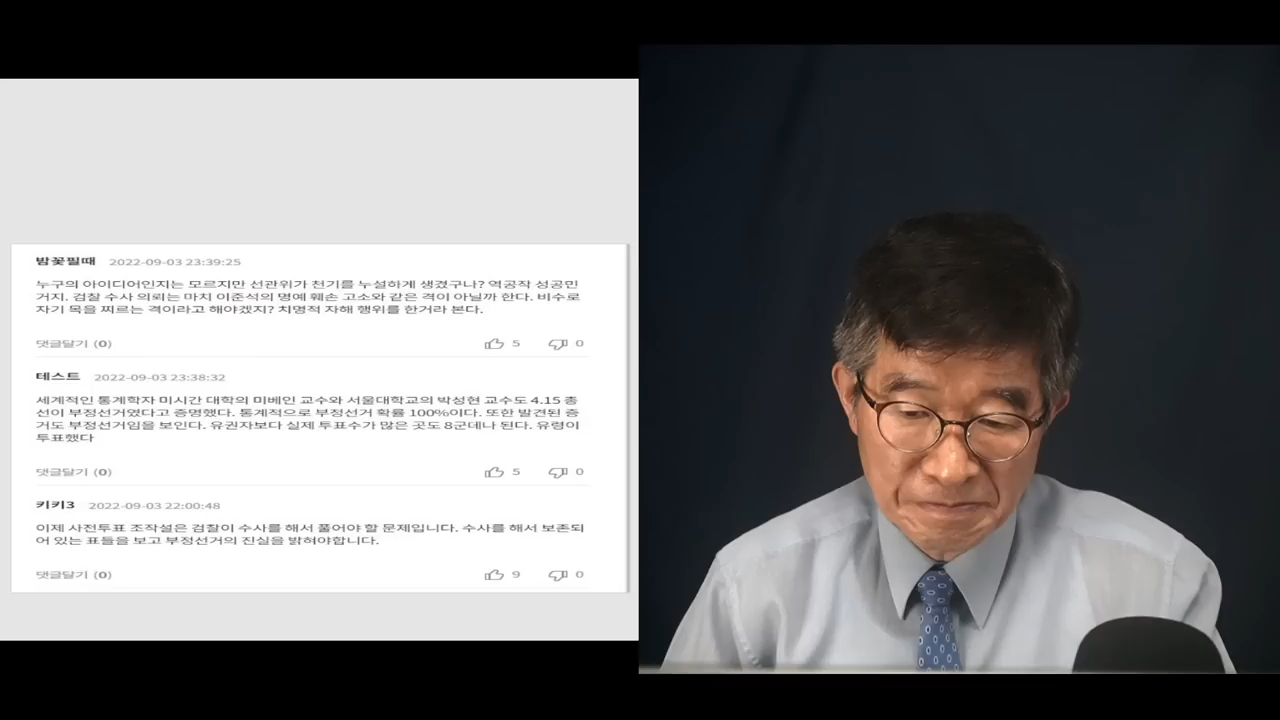 밤꽃필때 2022-09-03 23:39:25
누구의 아이디어인지는 모르지만 선관위가 천기를 누설하게 생겼구나? 역공작 성공인
거지. 검찰 수사 의뢰는 마치 이준석의 명예 훼손 고소와 같은 격이 아닐까 한다. 비수로
자기 목을 찌르는 격이라고 해야겠지? 치명적 자해 행위를 한거라 본다.
댓글달기 (0) 5 0
테스트 2022-09-03 23:38:32
세계적인 통계학자 미시간 대학의 미베인 교수와 서울대학교의 박성현 교수도 4.15 총
선이 부정선거였다고 증명했다. 통계적으로 부정선거 확률 100%이다. 또한 발견된 증
거도 부정선거임을 보인다. 유권자보다 실제 투표수가 많은 곳도 8군데나 된다. 유령이
투표했다
댓글달기 (0) 5 0
키키3 2022-09-03 22:00:48
이제 사전투표 조작설은 검찰이 수사를 해서 풀어야 할 문제입니다. 수사를 해서 보존되
어 있는 표들을 보고 부정선거의 진실을 밝혀야합니다.
댓글달기 (0) 9 0